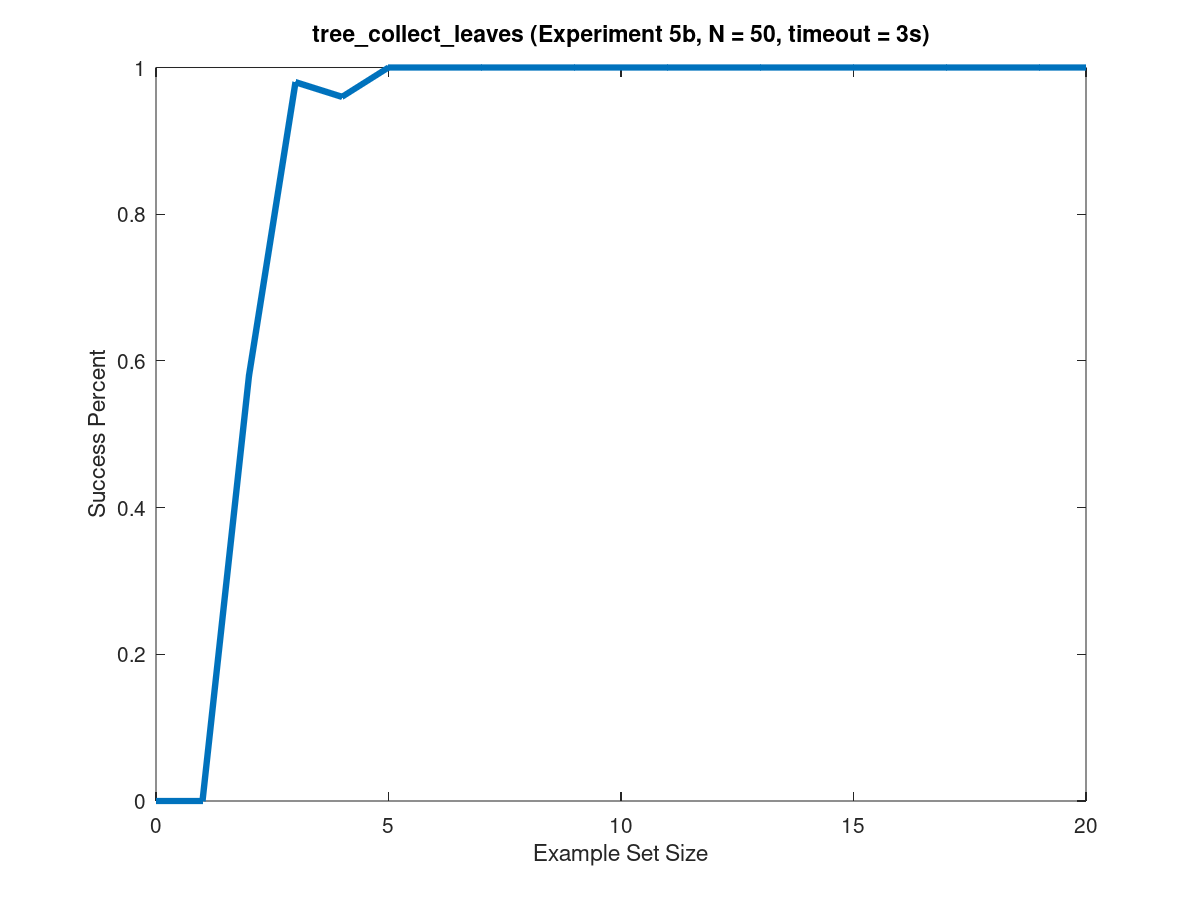 tree_collect_leaves (Experiment 5b, N = 50, timeout = 3s)
1
0.8
0.6
0.4
0.2
0
Success Percent
0 5 10 15 20
Example Set Size